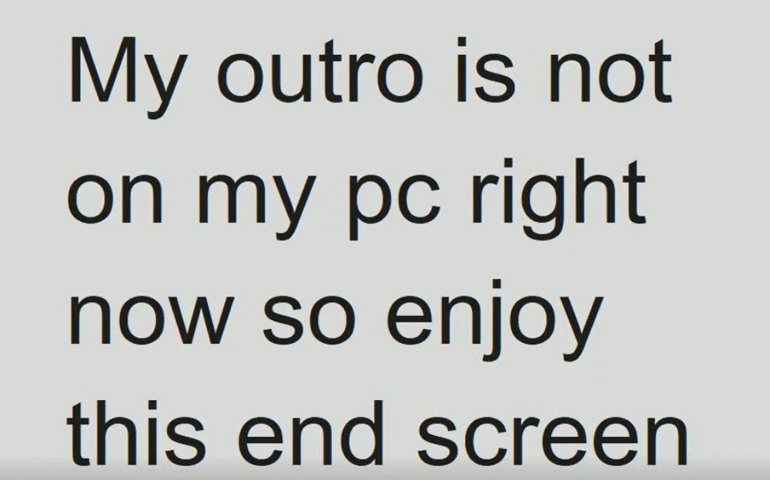 My outro is not
on my pc right
now so enjoy
this end screen